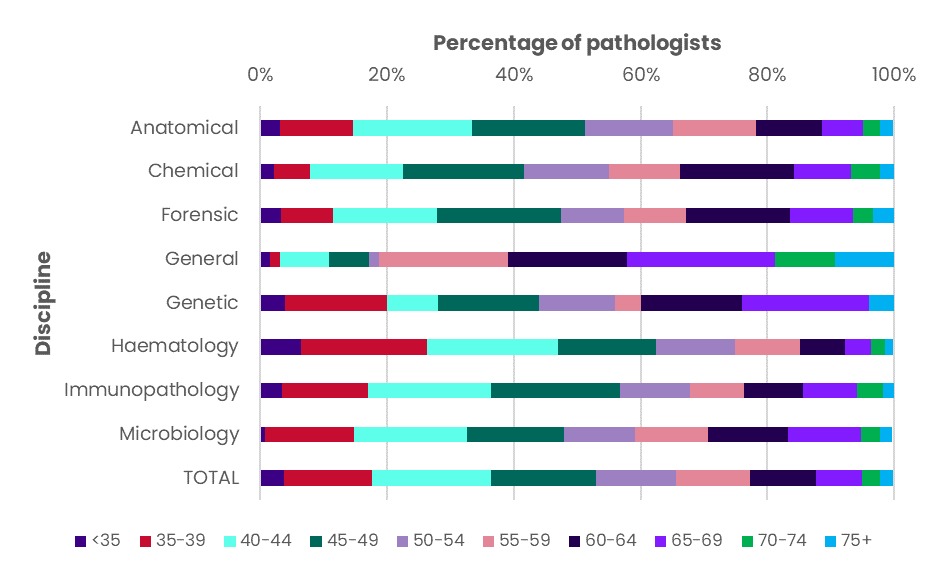 Percentage of pathologists
0% 20% 40% 60% 80% 100%
Discipline
Anatomical
Chemical
Forensic
General
Genetic
Haematology
Immunopathology
Microbiology
TOTAL
<35 35-39 40-44 45-49 50-54 55-59 60-64 65-69 70-74 75+